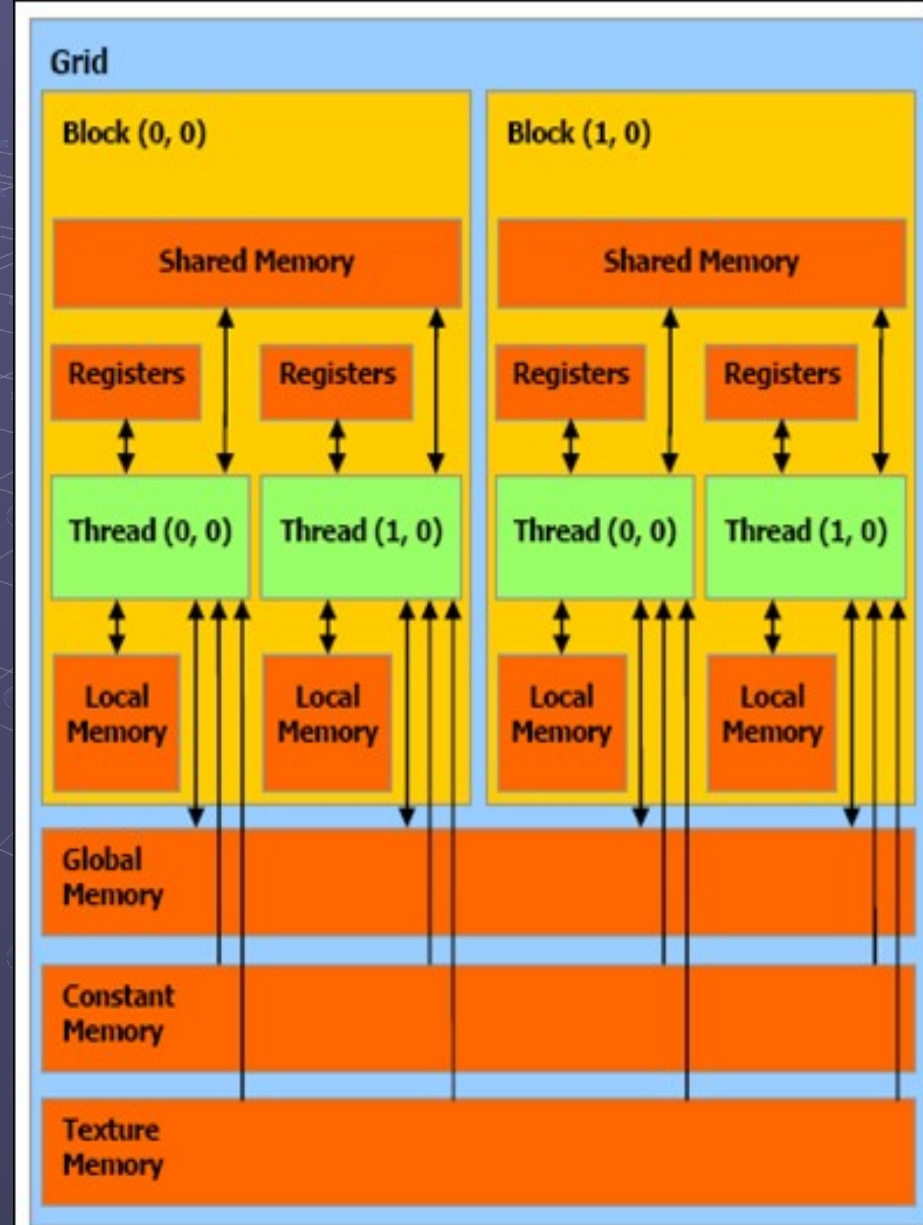 Grid
Block (0, 0)
Shared Memory
Registers
Registers
Thread (0, 0)
Thread (1, 0)
Local
Memory
Local
Memory
Block (1, 0)
Shared Memory
Registers
Registers
Thread (0, 0)
Thread (1, 0)
Local
Memory
Local
Memory
Global
Memory
Constant
Memory
Texture
Memory